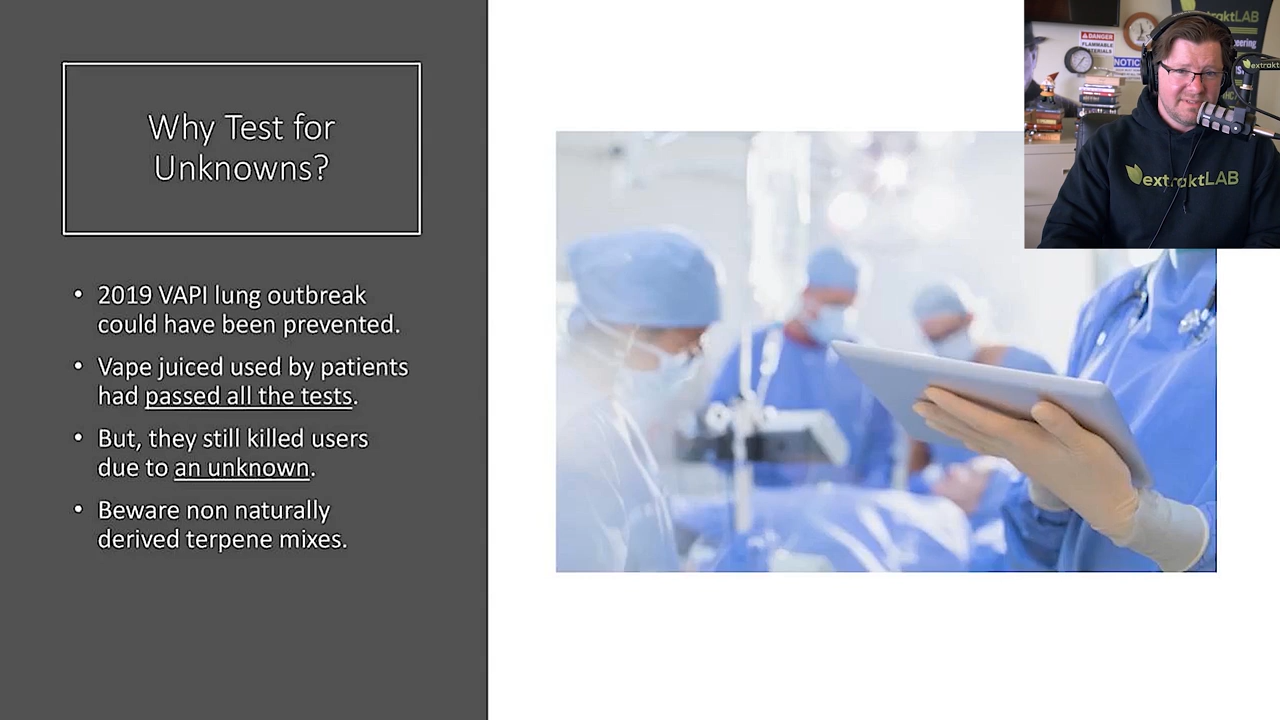 Why Test for
Unknowns?
• 2019 VAPI lung outbreak
could have been prevented.
• Vape juiced used by patients
had passed all the tests.
• But, they still killed users
due to an unknown.
• Beware non naturally
derived terpene mixes.
DANGER
FLAMMABLE
MATERIALS
NOTIC
extraktLAB